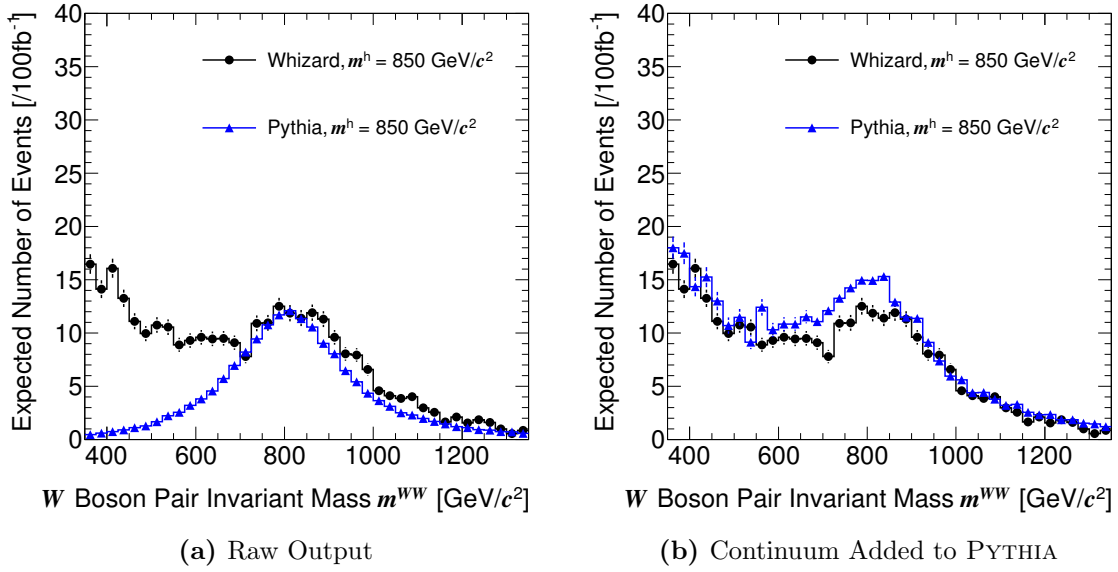 Expected Number of Events [/100fb⁻¹]
40
35
30
25
20
15
10
5
0
Whizard, mʰ = 850 GeV/c²
Pythia, mʰ = 850 GeV/c²
400 600 800 1000 1200
W Boson Pair Invariant Mass mᵂᵂ [GeV/c²]
(a) Raw Output
Expected Number of Events [/100fb⁻¹]
40
35
30
25
20
15
10
5
0
Whizard, mʰ = 850 GeV/c²
Pythia, mʰ = 850 GeV/c²
400 600 800 1000 1200
W Boson Pair Invariant Mass mᵂᵂ [GeV/c²]
(b) Continuum Added to PYTHIA